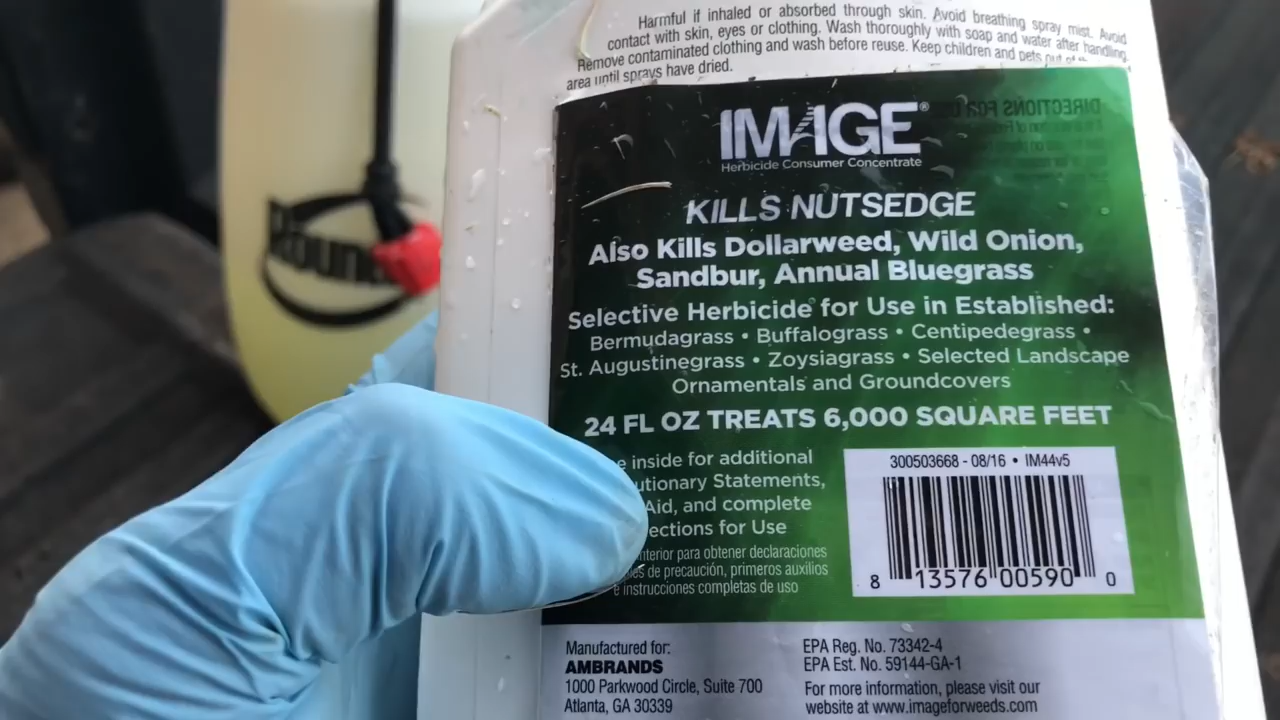 Harmful if inhaled or absorbed through skin. Avoid breathing spray mist. Avoid
contact with skin, eyes or clothing. Wash thoroughly with soap and water after handling.
Remove contaminated clothing and wash before reuse. Keep children and pets out of
area until sprays have dried.
DIRECTIONS FOR
IMAGE®
Herbicide Consumer Concentrate
KILLS NUTSEDGE
Also Kills Dollarweed, Wild Onion,
Sandbur, Annual Bluegrass
Selective Herbicide for Use in Established:
Bermudagrass • Buffalograss • Centipedegrass •
St. Augustinegrass • Zoysiagrass • Selected Landscape
Ornamentals and Groundcovers
24 FL OZ TREATS 6,000 SQUARE FEET
inside for additional
utionary Statements,
Aid, and complete
ections for Use
nterior para obtener declaraciones
de precaución, primeros auxilios
e instrucciones completas de uso
300503668 - 08/16 • IM44v5
8 13576 00590 0
Manufactured for:
AMBRANDS
1000 Parkwood Circle, Suite 700
Atlanta, GA 30339
EPA Reg. No. 73342-4
EPA Est. No. 59144-GA-1
For more information, please visit our
website at www.imageforweeds.com
Round